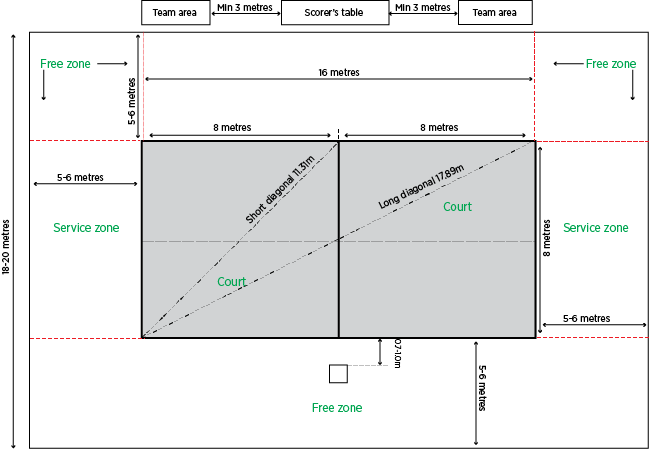 Team area
Min 3 metres
Scorer's table
Min 3 metres
Team area
Free zone
Free zone
16 metres
5-6 metres
8 metres
8 metres
Short diagonal 11.31m
Long diagonal 17.89m
5-6 metres
Court
Service zone
Service zone
8 metres
18-20 metres
Court
5-6 metres
0.7-1.0m
5-6 metres
Free zone